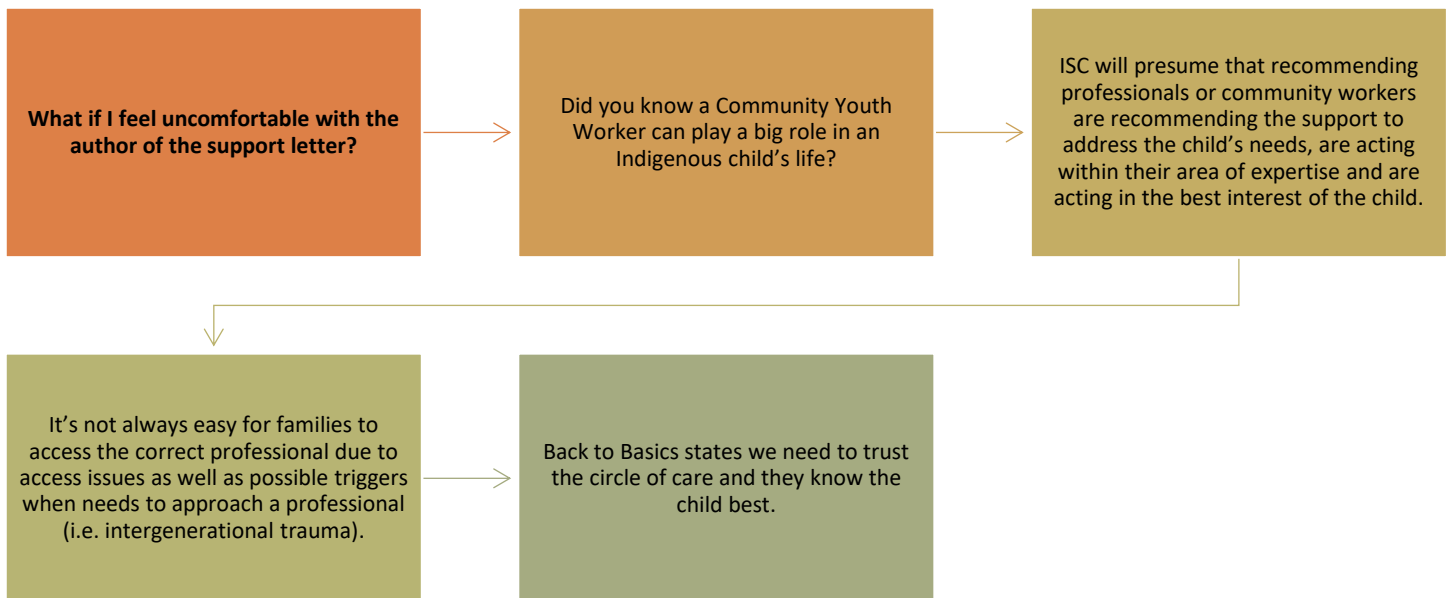 What if I feel uncomfortable with the
author of the support letter?
Did you know a Community Youth
Worker can play a big role in an
Indigenous child’s life?
ISC will presume that recommending
professionals or community workers
are recommending the support to
address the child’s needs, are acting
within their area of expertise and are
acting in the best interest of the child.
It’s not always easy for families to
access the correct professional due to
access issues as well as possible triggers
when needs to approach a professional
(i.e. intergenerational trauma).
Back to Basics states we need to trust
the circle of care and they know the
child best.